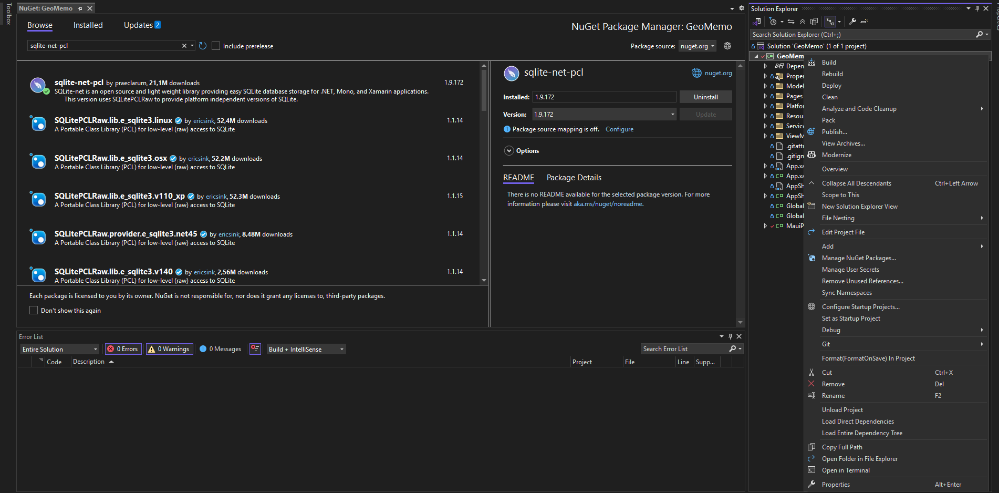 Toolbox
NuGet: GeoMemo
Browse
Installed
Updates 2
NuGet Package Manager: GeoMemo
sqlite-net-pcl
Include prerelease
Package source: nuget.org
sqlite-net-pcl by praeclarum, 21,1M downloads
1.9.172
SQLite-net is an open source and light weight library providing easy SQLite database storage for .NET, Mono, and Xamarin applications.
This version uses SQLitePCLRaw to provide platform independent versions of SQLite.
SQLitePCLRaw.lib.e_sqlite3.linux by ericsink, 52,4M downloads
1.1.14
A Portable Class Library (PCL) for low-level (raw) access to SQLite
SQLitePCLRaw.lib.e_sqlite3.osx by ericsink, 52,2M downloads
1.1.14
A Portable Class Library (PCL) for low-level (raw) access to SQLite
SQLitePCLRaw.lib.e_sqlite3.v110_xp by ericsink, 52,3M downloads
1.1.15
A Portable Class Library (PCL) for low-level (raw) access to SQLite
SQLitePCLRaw.provider.e_sqlite3.net45 by ericsink, 8,48M downloads
1.1.14
A Portable Class Library (PCL) for low-level (raw) access to SQLite
SQLitePCLRaw.lib.e_sqlite3.v140 by ericsink, 2,56M downloads
1.1.14
A Portable Class Library (PCL) for low-level (raw) access to SQLite
Each package is licensed to you by its owner. NuGet is not responsible for, nor does it grant any licenses to, third-party packages.
Don't show this again
sqlite-net-pcl
nuget.org
Installed: 1.9.172
Uninstall
Version: 1.9.172
Update
Package source mapping is off. Configure
Options
README
Package Details
There is no README available for the selected package version. For more
information please visit aka.ms/nuget/noreadme.
Error List
Entire Solution
0 Errors
0 Warnings
0 Messages
Build + IntelliSense
Search Error List
Code
Description
Project
File
Line
Supp...
Solution Explorer
Search Solution Explorer (Ctrl+;)
Solution 'GeoMemo' (1 of 1 project)
C# GeoMem
Depen
Proper
Model
Pages
Platfor
Resou
Service
ViewM
.gitattr
.gitign
App.xa
C# App.xa
AppSh
C# AppSh
C# Global
C# Global
C# MauiP
Build
Rebuild
Deploy
Clean
Analyze and Code Cleanup
Pack
Publish...
View Archives...
Modernize
Overview
Collapse All Descendants Ctrl+Left Arrow
Scope to This
New Solution Explorer View
File Nesting
Edit Project File
Add
Manage NuGet Packages...
Manage User Secrets
Remove Unused References...
Sync Namespaces
Configure Startup Projects...
Set as Startup Project
Debug
Git
Format(FormatOnSave) In Project
Cut Ctrl+X
Remove Del
Rename F2
Unload Project
Load Direct Dependencies
Load Entire Dependency Tree
Copy Full Path
Open Folder in File Explorer
Open in Terminal
Properties Alt+Enter